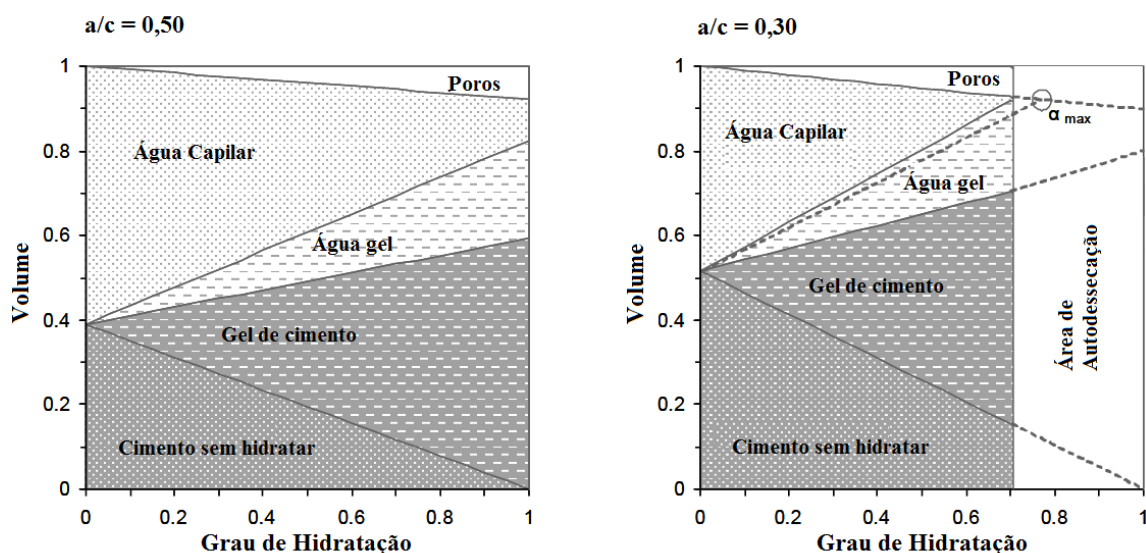 a/c = 0,50
1
0.8
0.6
0.4
0.2
0
Volume
Poros
Água Capilar
Água gel
Gel de cimento
Cimento sem hidratar
0 0.2 0.4 0.6 0.8 1
Grau de Hidratação
a/c = 0,30
1
0.8
0.6
0.4
0.2
0
Volume
Poros
α max
Água Capilar
Água gel
Gel de cimento
Área de
Autodessecação
Cimento sem hidratar
0 0.2 0.4 0.6 0.8 1
Grau de Hidratação